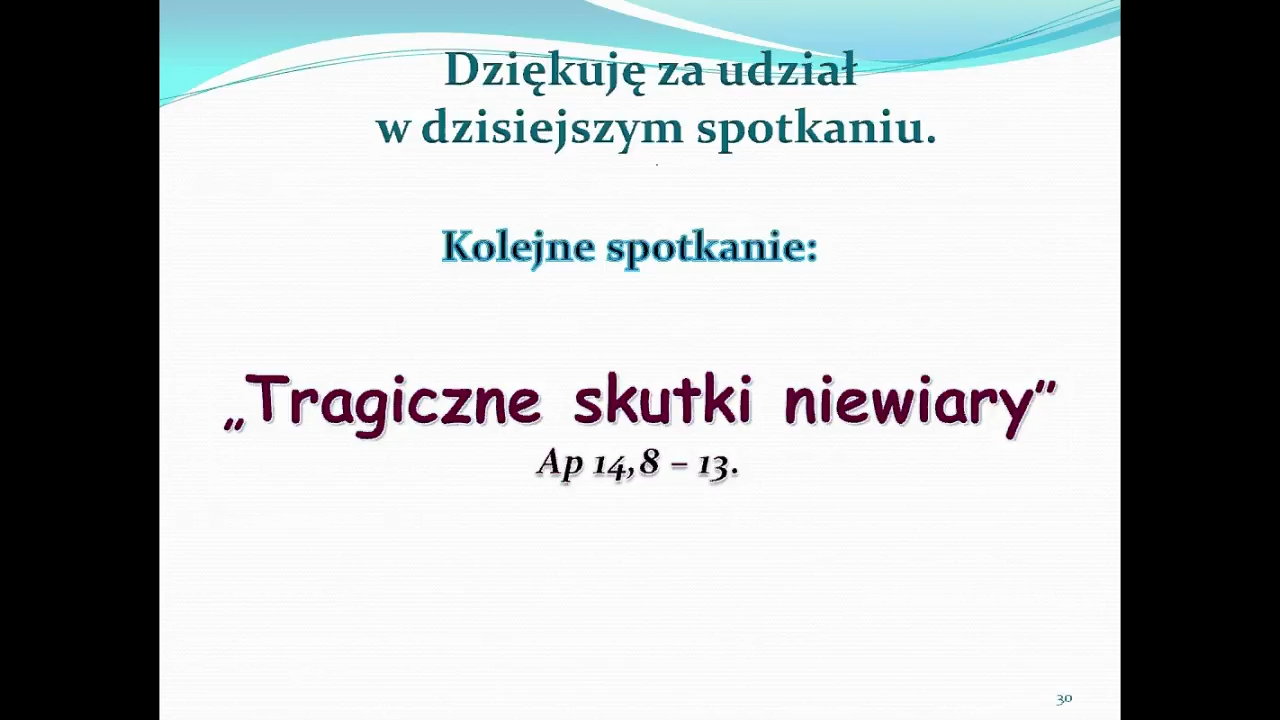 Dziękuję za udział
w dzisiejszym spotkaniu.
.
Kolejne spotkanie:
„Tragiczne skutki niewiary”
Ap 14,8 – 13.
30